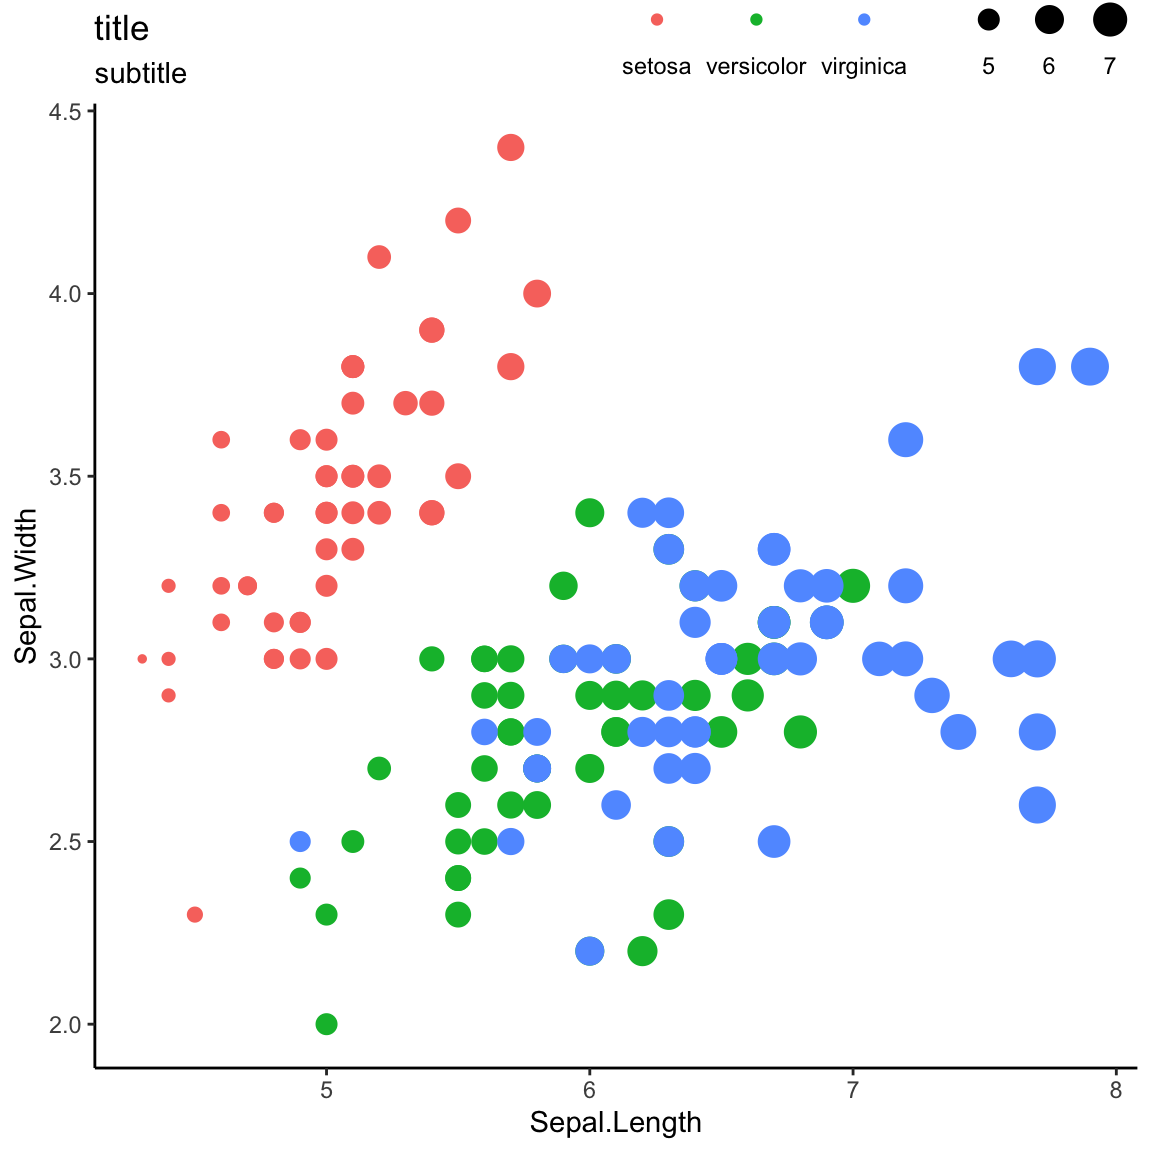 title
subtitle
setosa versicolor virginica 5 6 7
4.5
4.0
3.5
3.0
2.5
2.0
Sepal.Width
5 6 7 8
Sepal.Length